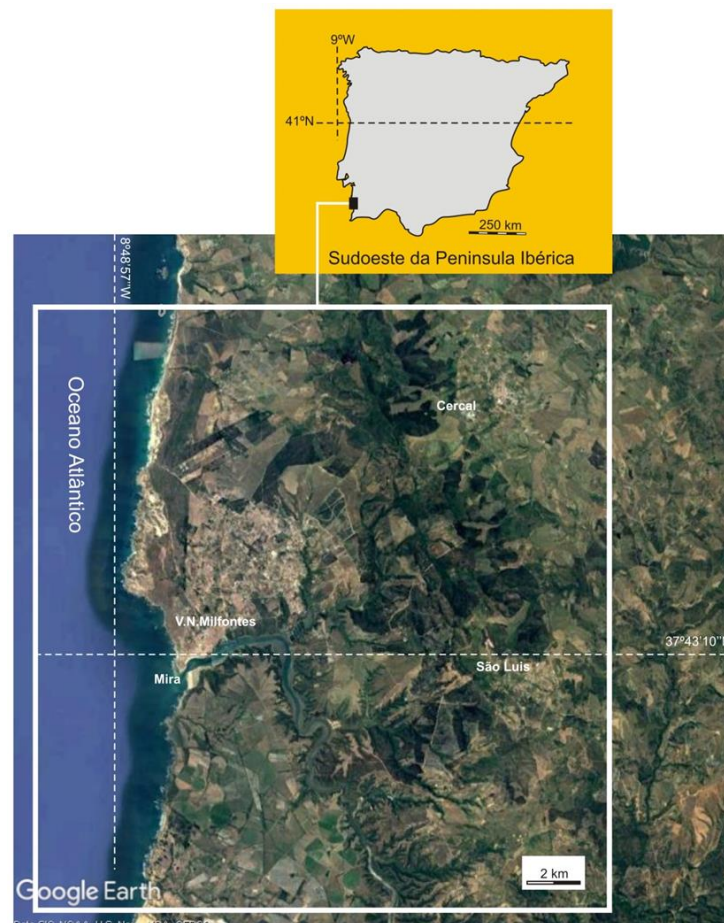 9ºW
41ºN
250 km
Sudoeste da Peninsula Ibérica
8º48'57''W
Oceano Atlântico
Cercal
V.N.Milfontes
37º43'10''N
São Luis
Mira
2 km
Google Earth